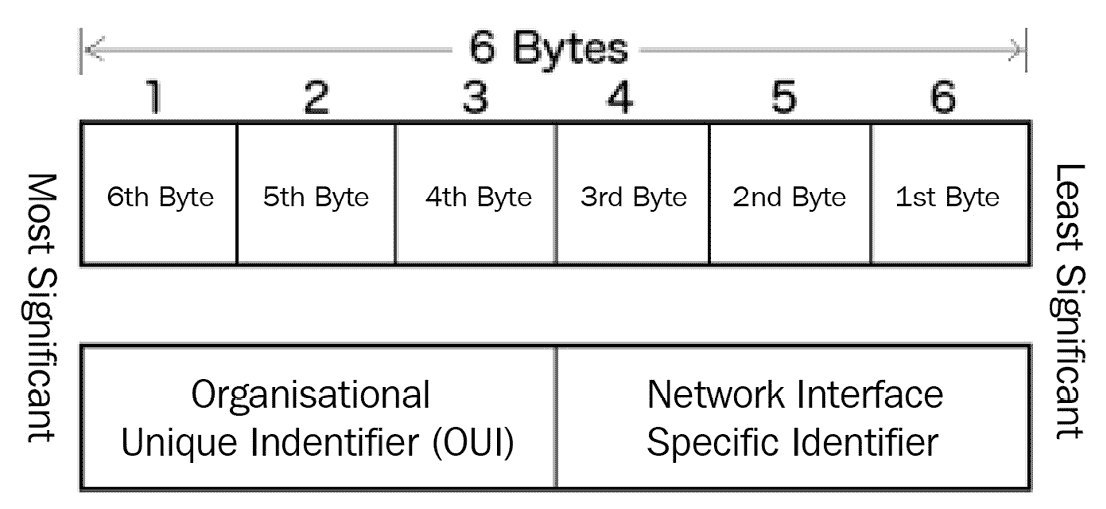 6 Bytes
1 2 3 4 5 6
6th Byte 5th Byte 4th Byte 3rd Byte 2nd Byte 1st Byte
Most Significant
Least Significant
Organisational
Unique Indentifier (OUI)
Network Interface
Specific Identifier